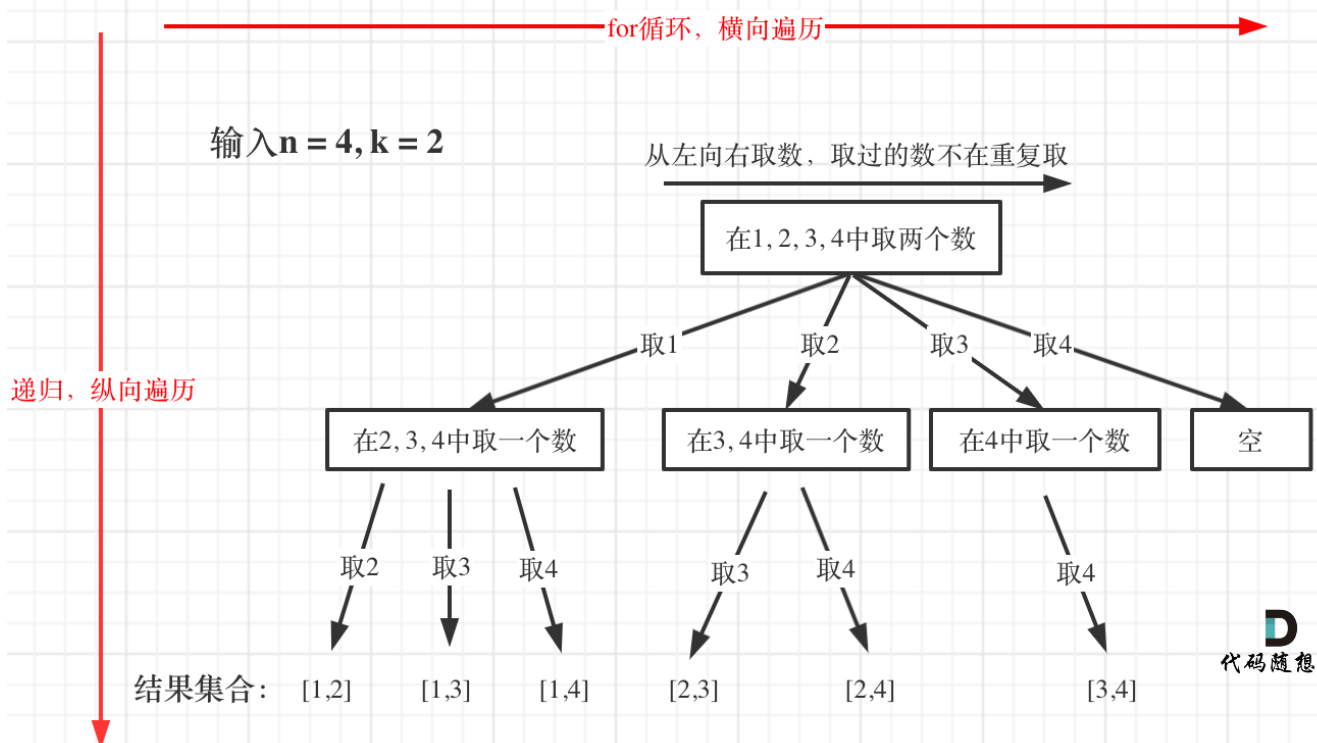 for循环，横向遍历
输入n = 4, k = 2
从左向右取数，取过的数不在重复取
在1, 2, 3, 4中取两个数
取1
取2
取3
取4
递归，纵向遍历
在2, 3, 4中取一个数
在3, 4中取一个数
在4中取一个数
空
取2
取3
取4
取3
取4
取4
代码随想
结果集合： [1,2] [1,3] [1,4] [2,3] [2,4] [3,4]